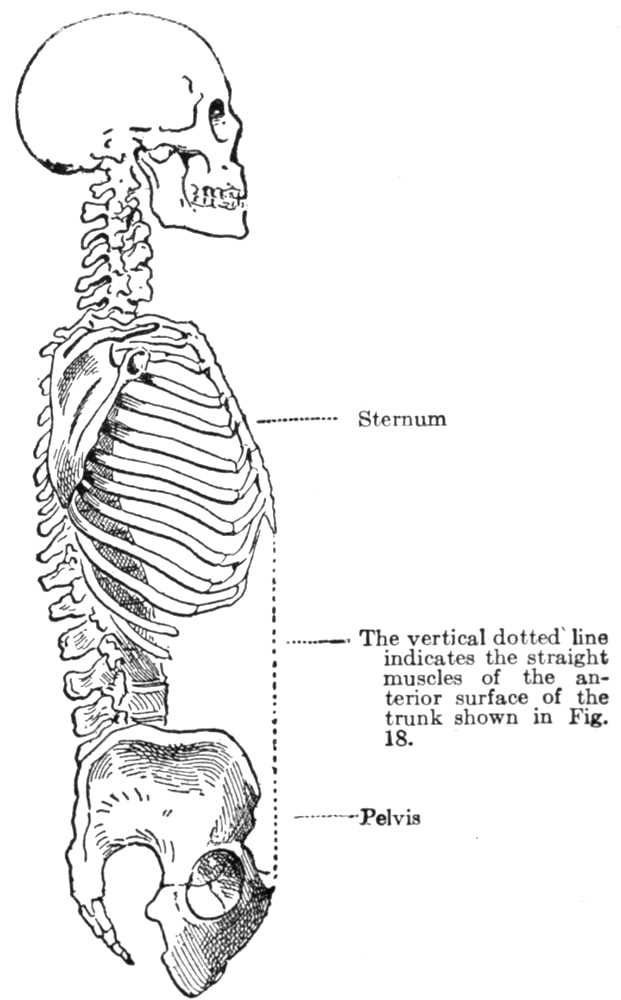 Sternum
The vertical dotted line
indicates the straight
muscles of the an-
terior surface of the
trunk shown in Fig.
18.
Pelvis